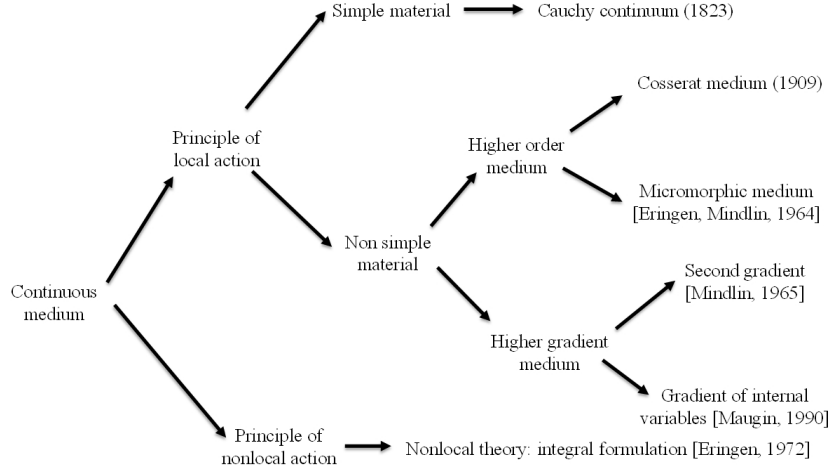 Simple material
Cauchy continuum (1823)
Cosserat medium (1909)
Principle of
local action
Higher order
medium
Micromorphic medium
[Eringen, Mindlin, 1964]
Non simple
material
Second gradient
[Mindlin, 1965]
Continuous
medium
Higher gradient
medium
Gradient of internal
variables [Maugin, 1990]
Principle of
nonlocal action
Nonlocal theory: integral formulation [Eringen, 1972]